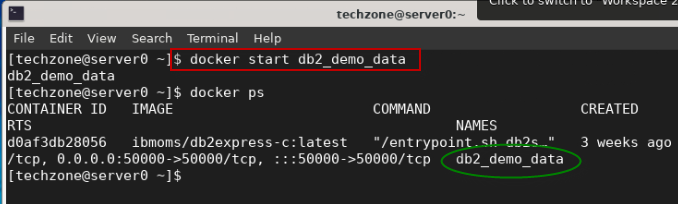 techzone@server0:~
Click to switch to "Workspace 2
File Edit View Search Terminal Help
[techzone@server0 ~]$ docker start db2_demo_data
db2_demo_data
[techzone@server0 ~]$ docker ps
CONTAINER ID IMAGE COMMAND CREATED
RTS NAMES
d0af3db28056 ibmoms/db2express-c:latest "/entrypoint.sh db2s…" 3 weeks ago
/tcp, 0.0.0.0:50000->50000/tcp, :::50000->50000/tcp db2_demo_data
[techzone@server0 ~]$